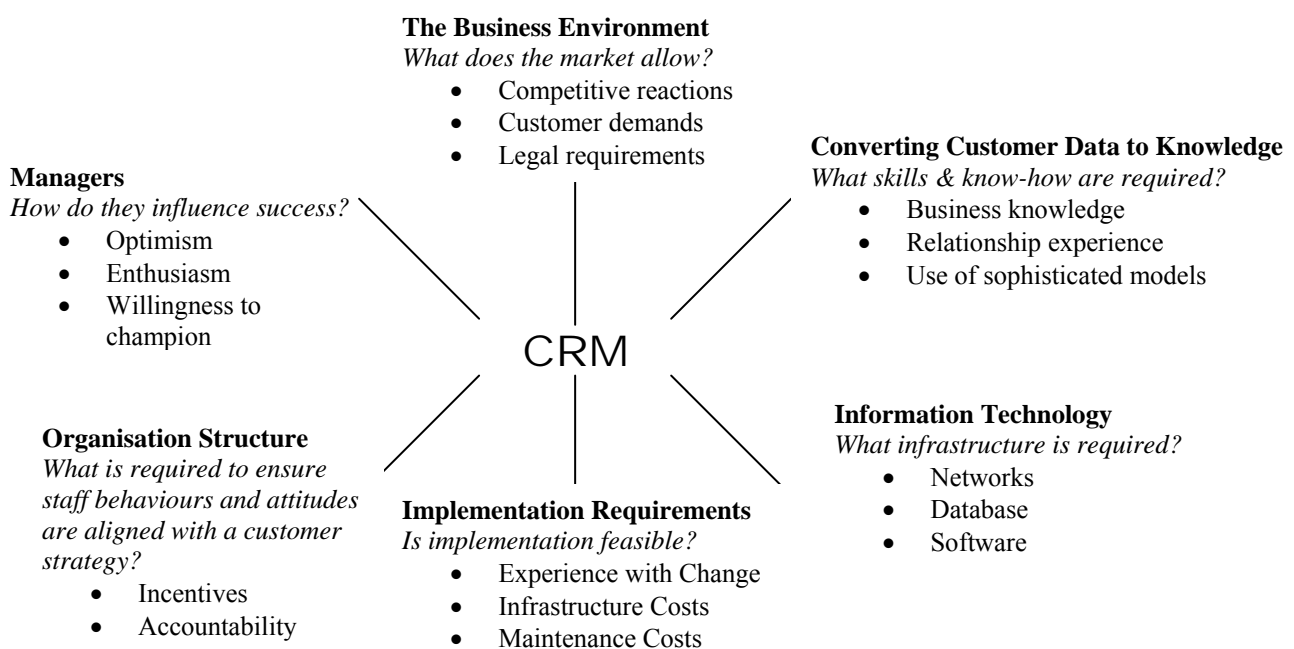 The Business Environment
What does the market allow?
• Competitive reactions
• Customer demands
• Legal requirements
Converting Customer Data to Knowledge
What skills & know-how are required?
• Business knowledge
• Relationship experience
• Use of sophisticated models
Managers
How do they influence success?
• Optimism
• Enthusiasm
• Willingness to
champion
CRM
Organisation Structure
What is required to ensure
staff behaviours and attitudes
are aligned with a customer
strategy?
• Incentives
• Accountability
Implementation Requirements
Is implementation feasible?
• Experience with Change
• Infrastructure Costs
• Maintenance Costs
Information Technology
What infrastructure is required?
• Networks
• Database
• Software